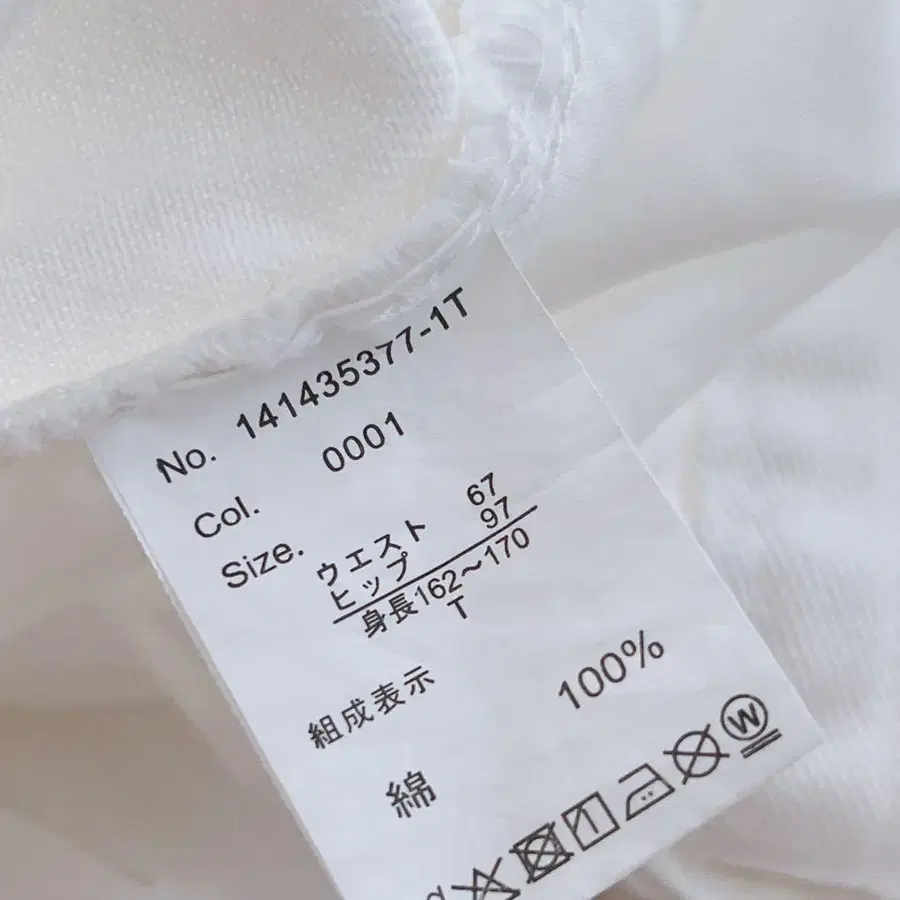 No. 141435377-1T
Col. 0001
Size. ウエスト 67
ヒップ 97
身長162〜170
T
組成表示
綿 100%
W